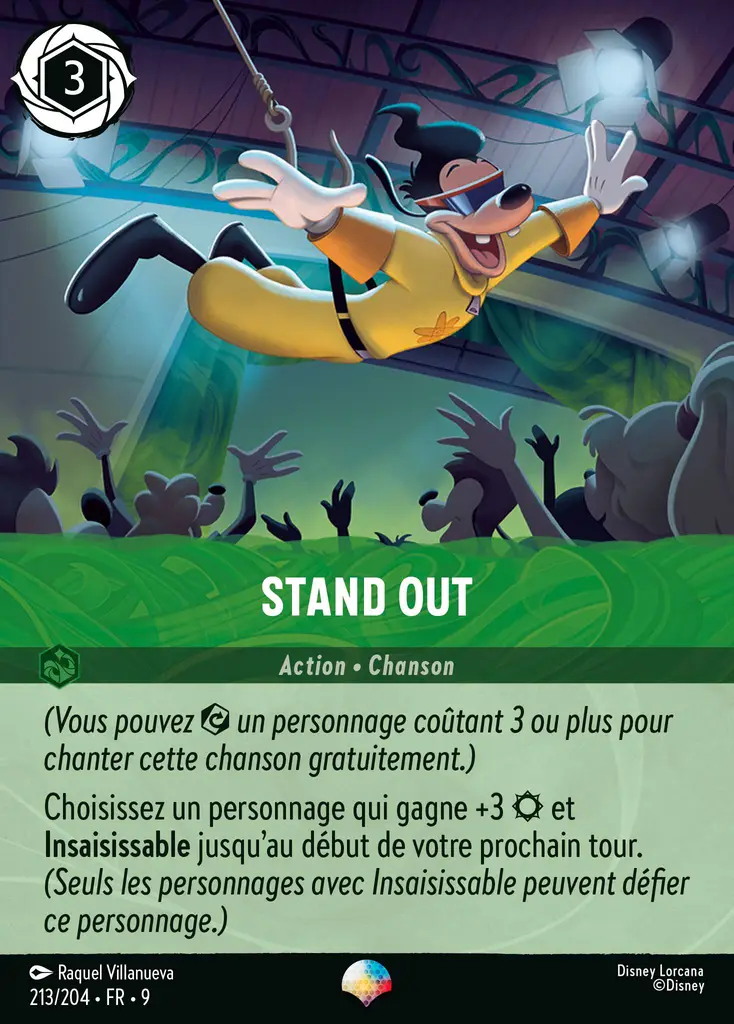 3
STAND OUT
Action • Chanson
(Vous pouvez un personnage coûtant 3 ou plus pour
chanter cette chanson gratuitement.)
Choisissez un personnage qui gagne +3 et
Insaisissable jusqu'au début de votre prochain tour.
(Seuls les personnages avec Insaisissable peuvent défier
ce personnage.)
Raquel Villanueva
213/204 • FR • 9
Disney Lorcana
©Disney